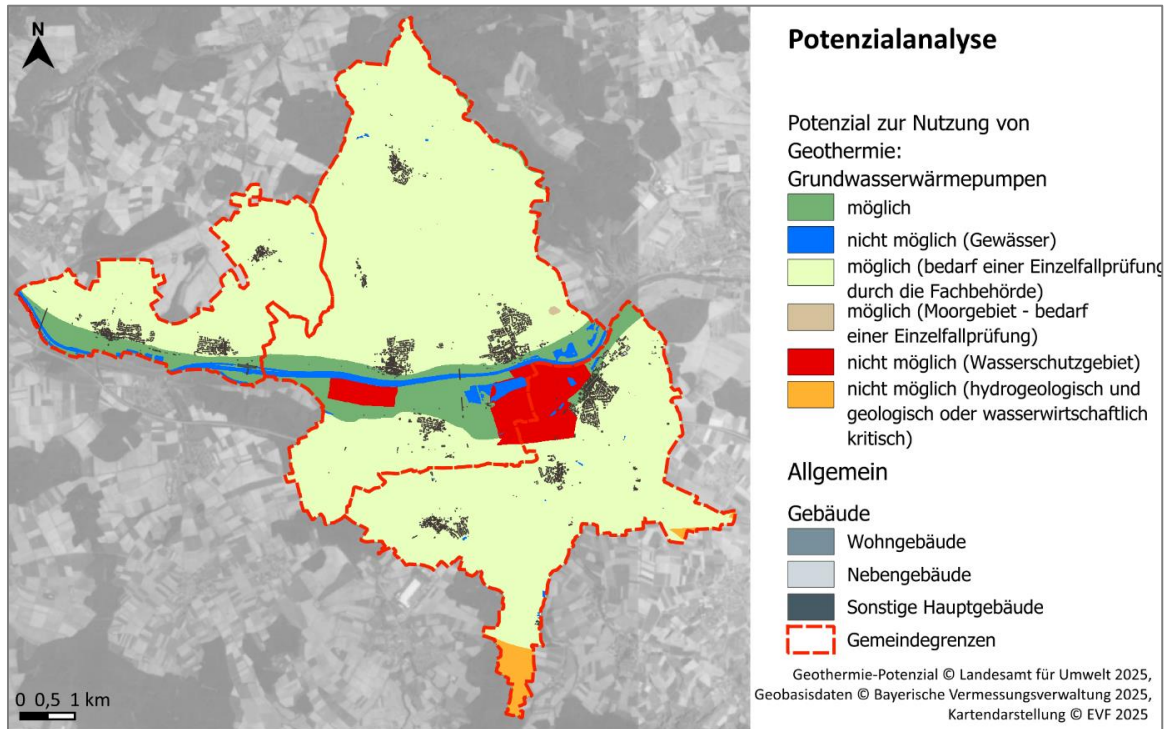 N
0 0,5 1 km
Potenzialanalyse
Potenzial zur Nutzung von
Geothermie:
Grundwasserwärmepumpen
möglich
nicht möglich (Gewässer)
möglich (bedarf einer Einzelfallprüfung
durch die Fachbehörde)
möglich (Moorgebiet - bedarf
einer Einzelfallprüfung)
nicht möglich (Wasserschutzgebiet)
nicht möglich (hydrogeologisch und
geologisch oder wasserwirtschaftlich
kritisch)
Allgemein
Gebäude
Wohngebäude
Nebengebäude
Sonstige Hauptgebäude
Gemeindegrenzen
Geothermie-Potenzial © Landesamt für Umwelt 2025,
Geobasisdaten © Bayerische Vermessungsverwaltung 2025,
Kartendarstellung © EVF 2025